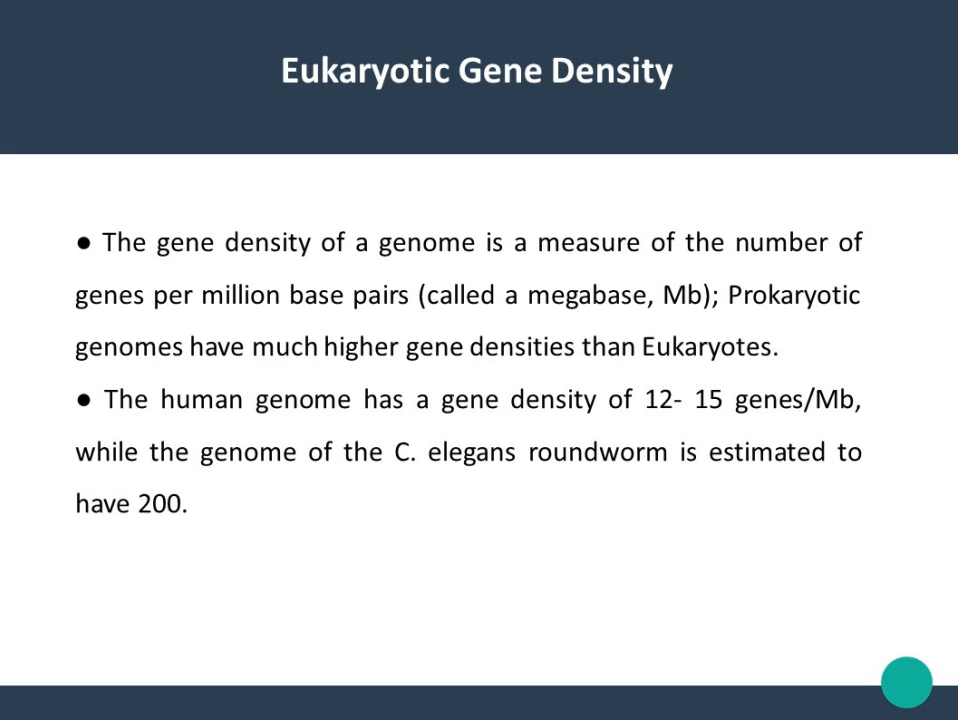 Eukaryotic Gene Density
● The gene density of a genome is a measure of the number of
genes per million base pairs (called a megabase, Mb); Prokaryotic
genomes have much higher gene densities than Eukaryotes.
● The human genome has a gene density of 12- 15 genes/Mb,
while the genome of the C. elegans roundworm is estimated to
have 200.